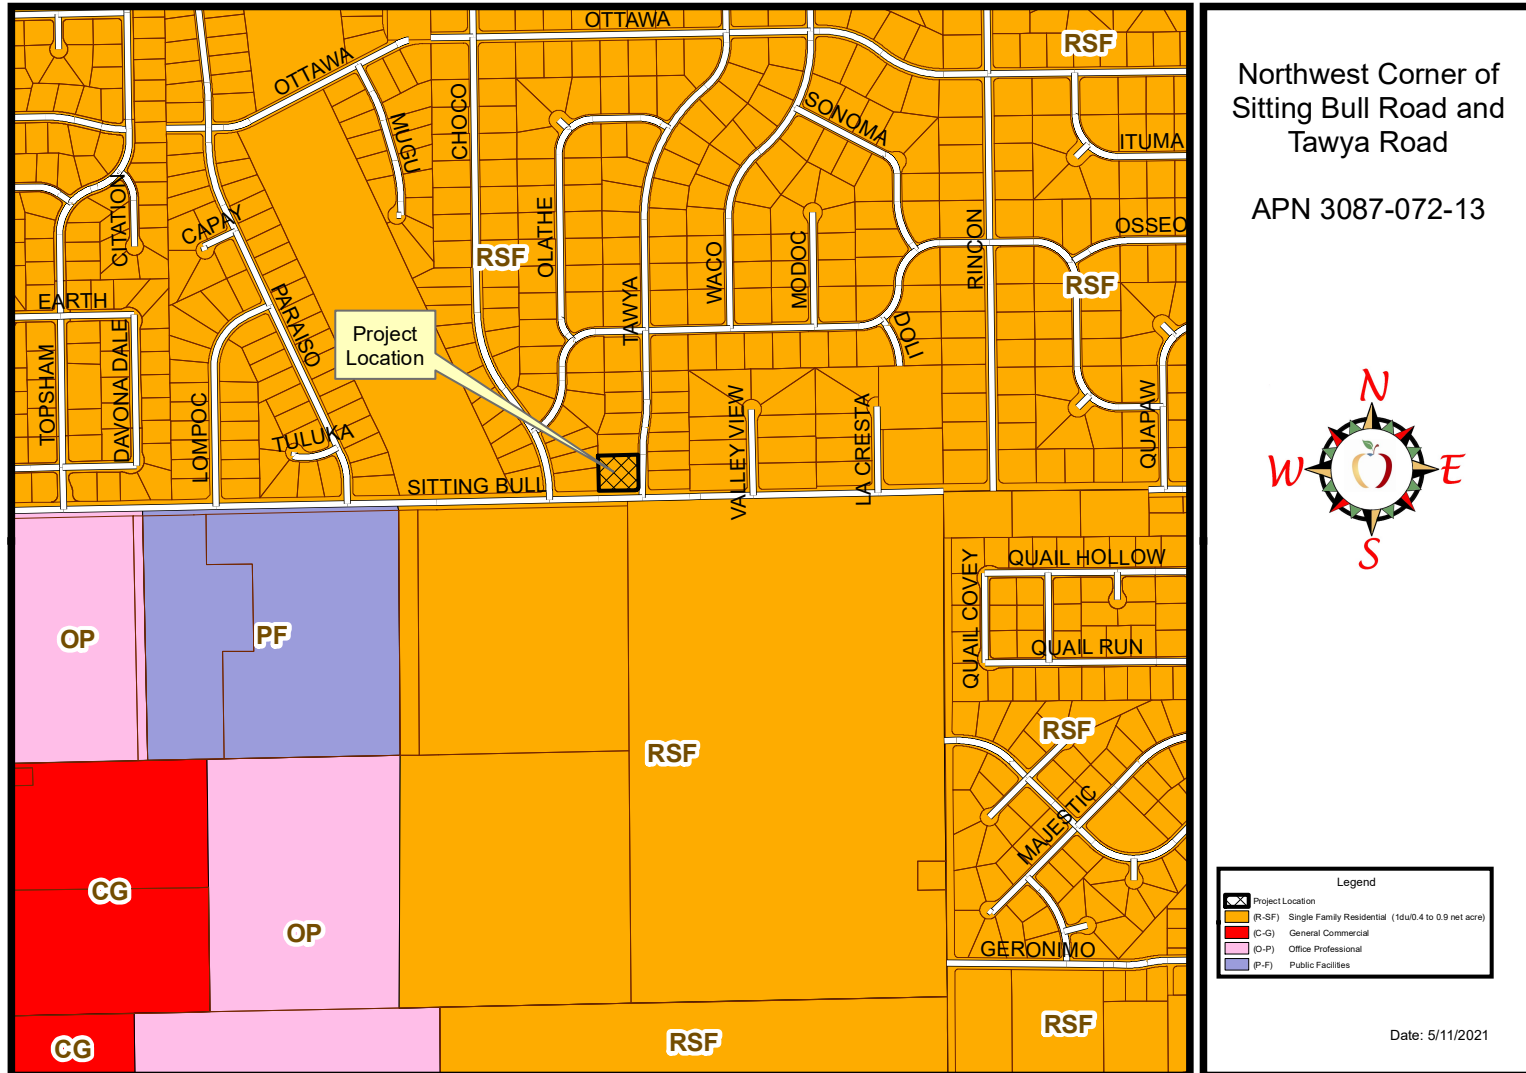 OTTAWA
RSF
OTTAWA
CHOCO
MUGU
SONOMA
ITUMA
CITATION
CAPAY
RSF
OLATHE
TAWYA
WACO
MODOC
RINCON
OSSEO
RSF
EARTH
PARAISO
DOLI
Project
Location
TOPSHAM
DAVONA DALE
LOMPOC
TULUKA
SITTING BULL
VALLEY VIEW
LA CRESTA
QUAPAW
OP
PF
QUAIL COVEY
QUAIL HOLLOW
QUAIL RUN
RSF
RSF
MAJESTIC
CG
OP
GERONIMO
CG
RSF
RSF
Northwest Corner of
Sitting Bull Road and
Tawya Road
APN 3087-072-13
N
W
E
S
Legend
Project Location
(R-SF) Single Family Residential (1du/0.4 to 0.9 net acre)
(C-G) General Commercial
(O-P) Office Professional
(P-F) Public Facilities
Date: 5/11/2021